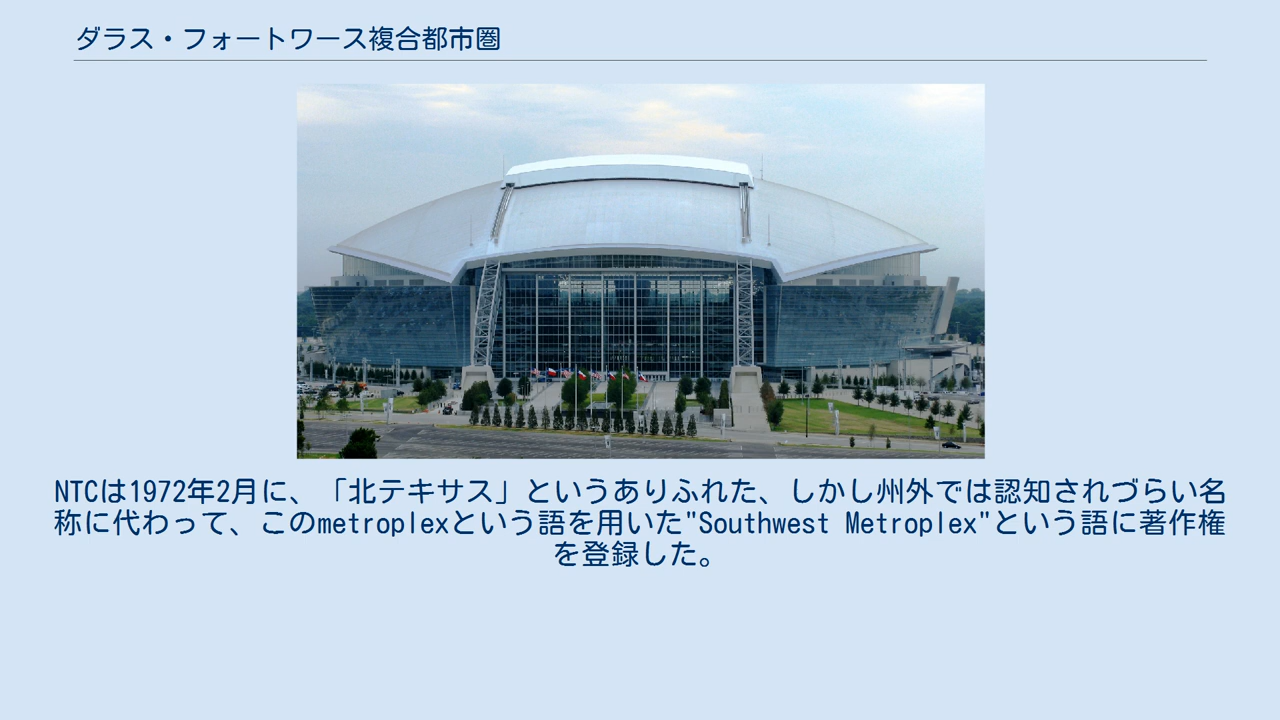 ダラス・フォートワース複合都市圏
NTCは1972年2月に、「北テキサス」というありふれた、しかし州外では認知されづらい名
称に代わって、このmetroplexという語を用いた"Southwest Metroplex"という語に著作権
を登録した。